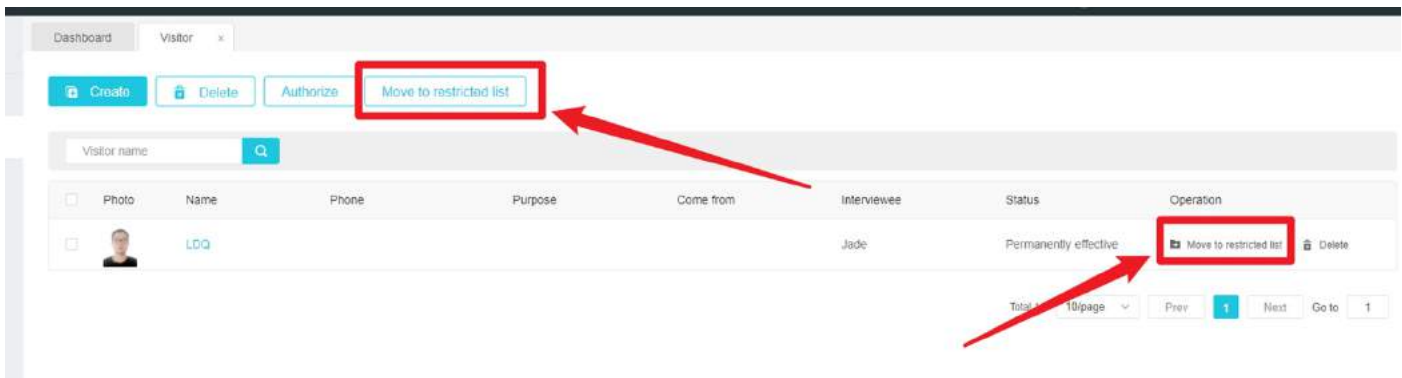 Dashboard Visitor ×
Create Delete Authorize Move to restricted list
Visitor name
Photo Name Phone Purpose Come from Interviewee Status Operation
LDQ Jade Permanently effective Move to restricted list Delete
Total 10/page Prev 1 Next Go to 1